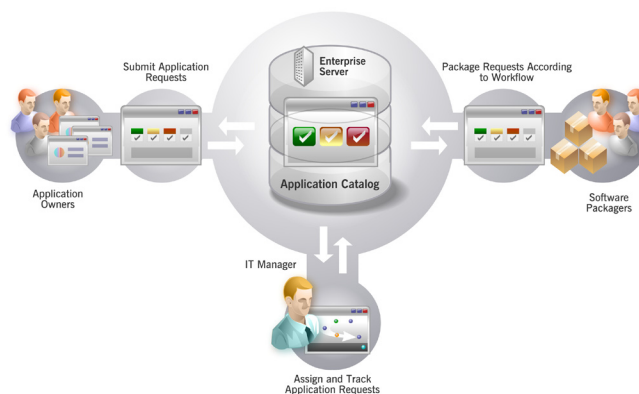 Enterprise
Server
Submit Application
Requests
Package Requests According
to Workflow
Application Catalog
Application
Owners
Software
Packagers
IT Manager
Assign and Track
Application Requests